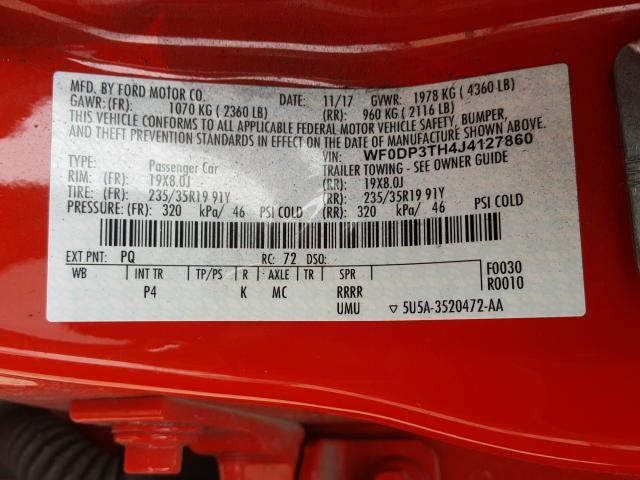 MFD. BY FORD MOTOR CO. DATE: 11/17 GVWR: 1978 KG ( 4360 LB)
GAWR: (FR): 1070 KG ( 2360 LB) (RR): 960 KG ( 2116 LB)
THIS VEHICLE CONFORMS TO ALL APPLICABLE FEDERAL MOTOR VEHICLE SAFETY, BUMPER,
AND THEFT PREVENTION STANDARDS IN EFFECT ON THE DATE OF MANUFACTURE SHOWN ABOVE.
VIN: WF0DP3TH4J4127860
TYPE: Passenger Car TRAILER TOWING - SEE OWNER GUIDE
RIM: (FR): 19X8.0J (RR): 19X8.0J
TIRE: (FR): 235/35R19 91Y (RR): 235/35R19 91Y
PRESSURE: (FR): 320 kPa/ 46 PSI COLD (RR): 320 kPa/ 46 PSI COLD
EXT PNT: PQ RC: 72 DSO:
WB INT TR TP/PS R AXLE TR SPR F0030
R0010
P4 K MC RRRR
UMU ▽ 5U5A-3520472-AA